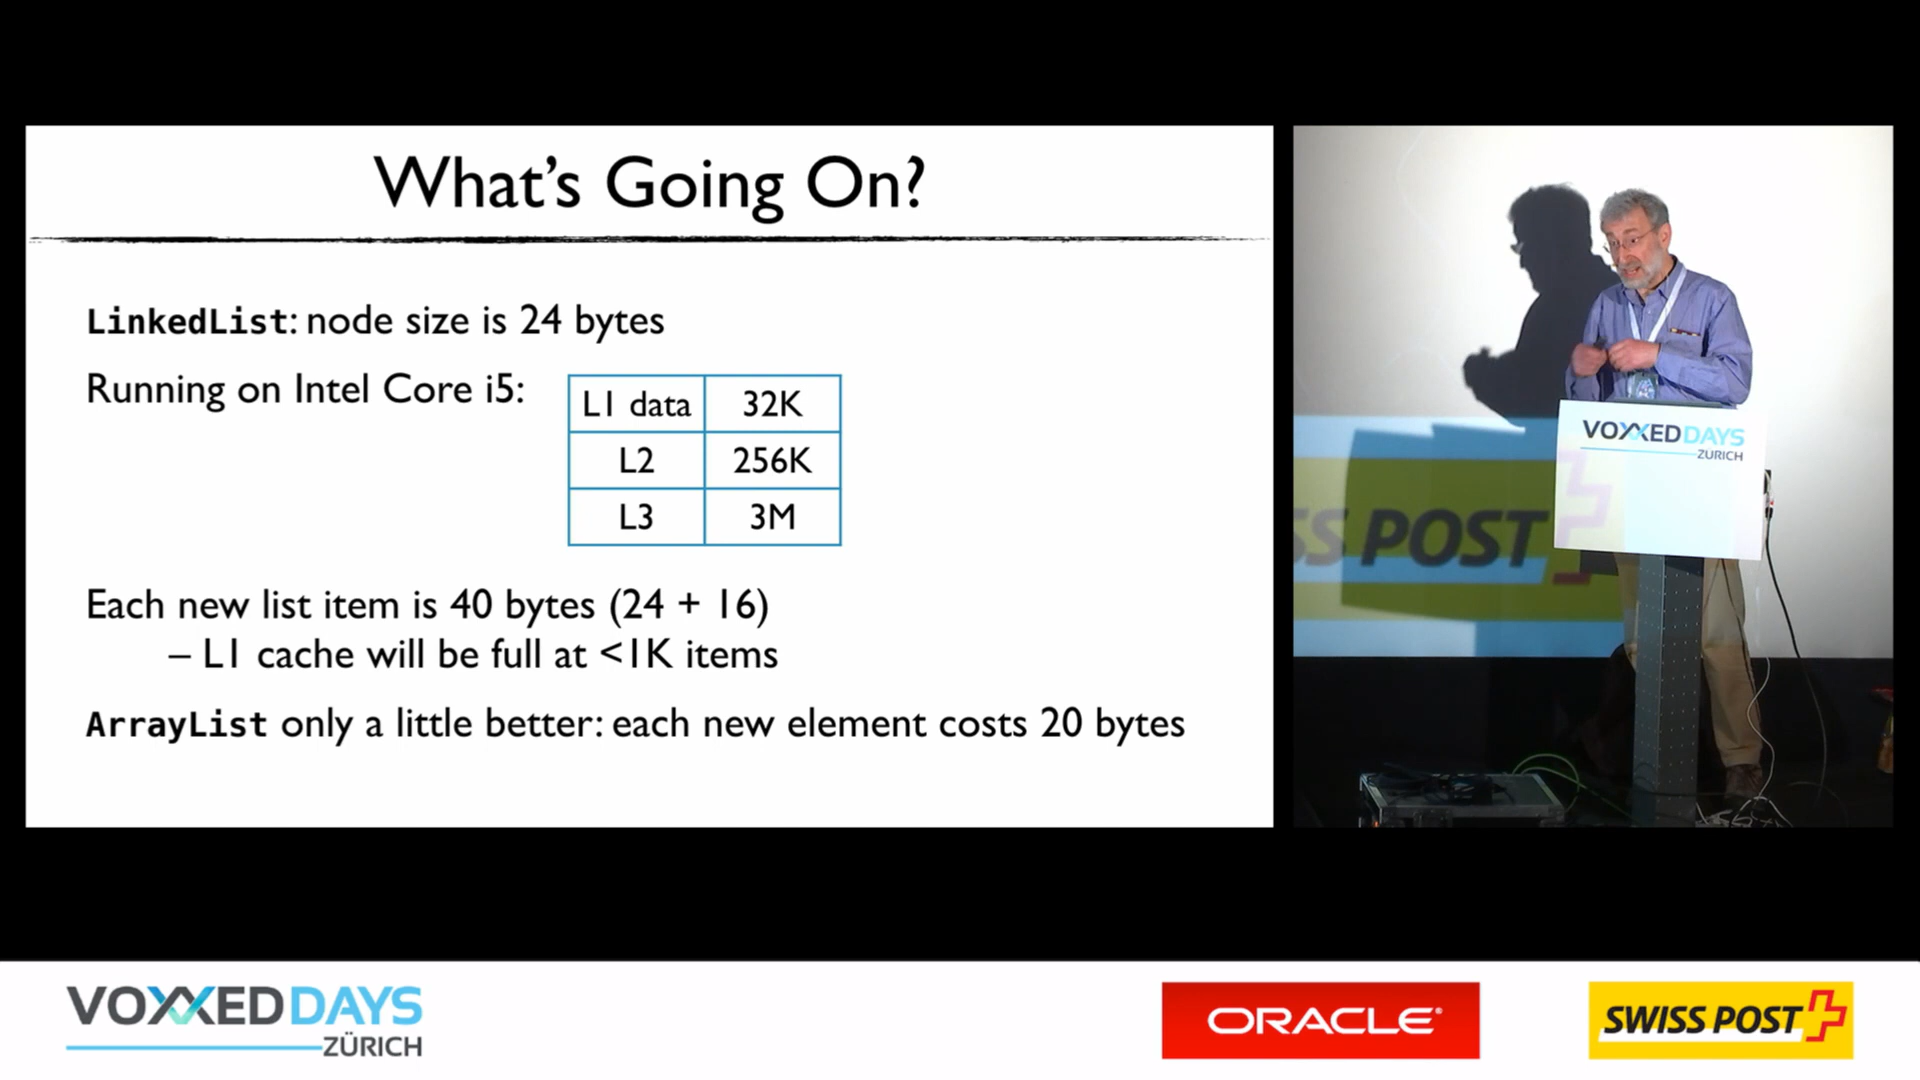 What's Going On?
LinkedList: node size is 24 bytes
Running on Intel Core i5:
L1 data 32K
L2 256K
L3 3M
Each new list item is 40 bytes (24 + 16)
– L1 cache will be full at <1K items
ArrayList only a little better: each new element costs 20 bytes
VOXXED DAYS
ZURICH
SS POST
VOXXED DAYS
ZÜRICH
ORACLE®
SWISS POST